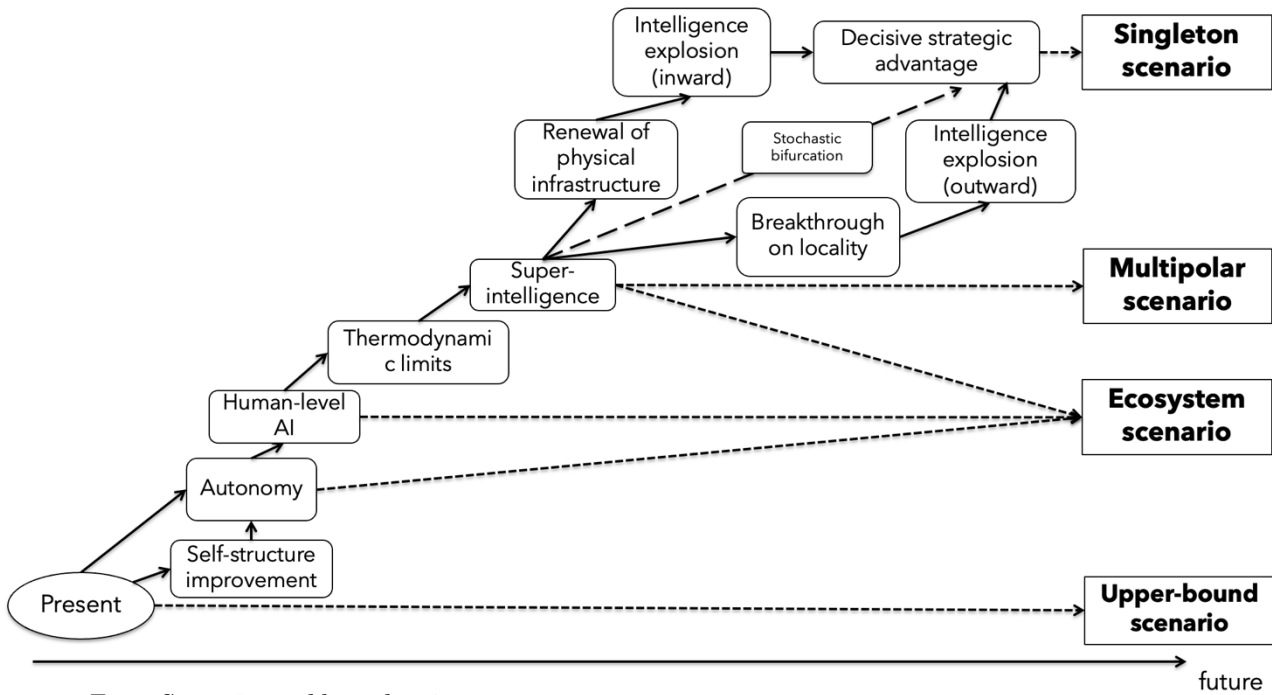 Intelligence
explosion
(inward)
Decisive strategic
advantage
Singleton
scenario
Renewal of
physical
infrastructure
Stochastic
bifurcation
Intelligence
explosion
(outward)
Breakthrough
on locality
Super-
intelligence
Multipolar
scenario
Thermodynami
c limits
Human-level
AI
Ecosystem
scenario
Autonomy
Self-structure
improvement
Present
Upper-bound
scenario
future